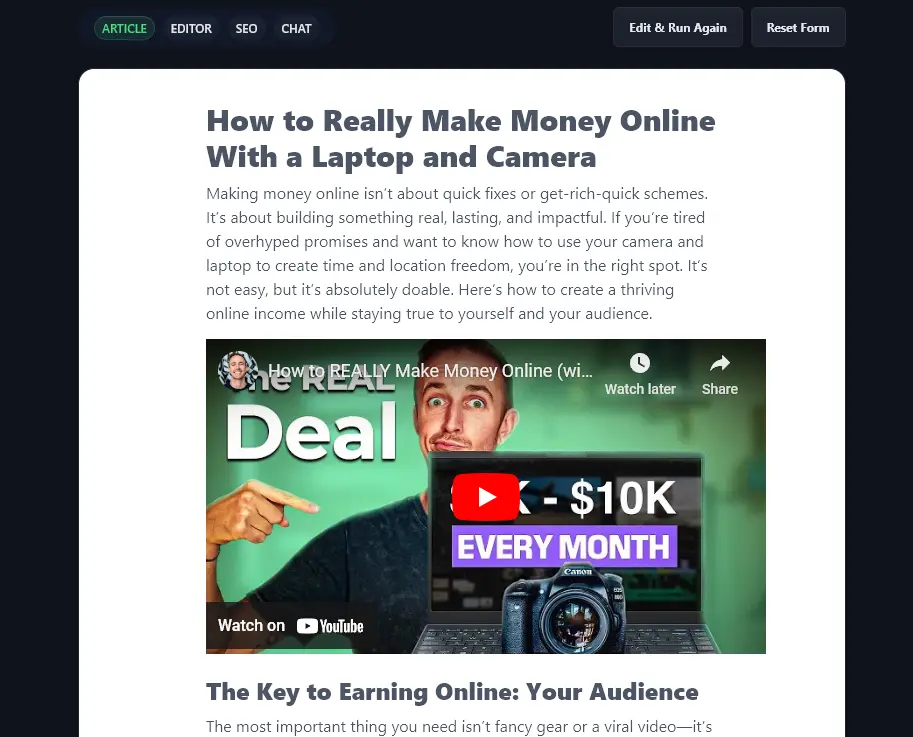 ARTICLE EDITOR SEO CHAT Edit & Run Again Reset Form
How to Really Make Money Online
With a Laptop and Camera
Making money online isn’t about quick fixes or get-rich-quick schemes.
It’s about building something real, lasting, and impactful. If you’re tired
of overhyped promises and want to know how to use your camera and
laptop to create time and location freedom, you’re in the right spot. It’s
not easy, but it’s absolutely doable. Here’s how to create a thriving
online income while staying true to yourself and your audience.
How to REALLY Make Money Online (wi...
Watch later Share
The REAL
Deal
- $10K
EVERY MONTH
Canon
Watch on YouTube
The Key to Earning Online: Your Audience
The most important thing you need isn’t fancy gear or a viral video—it’s